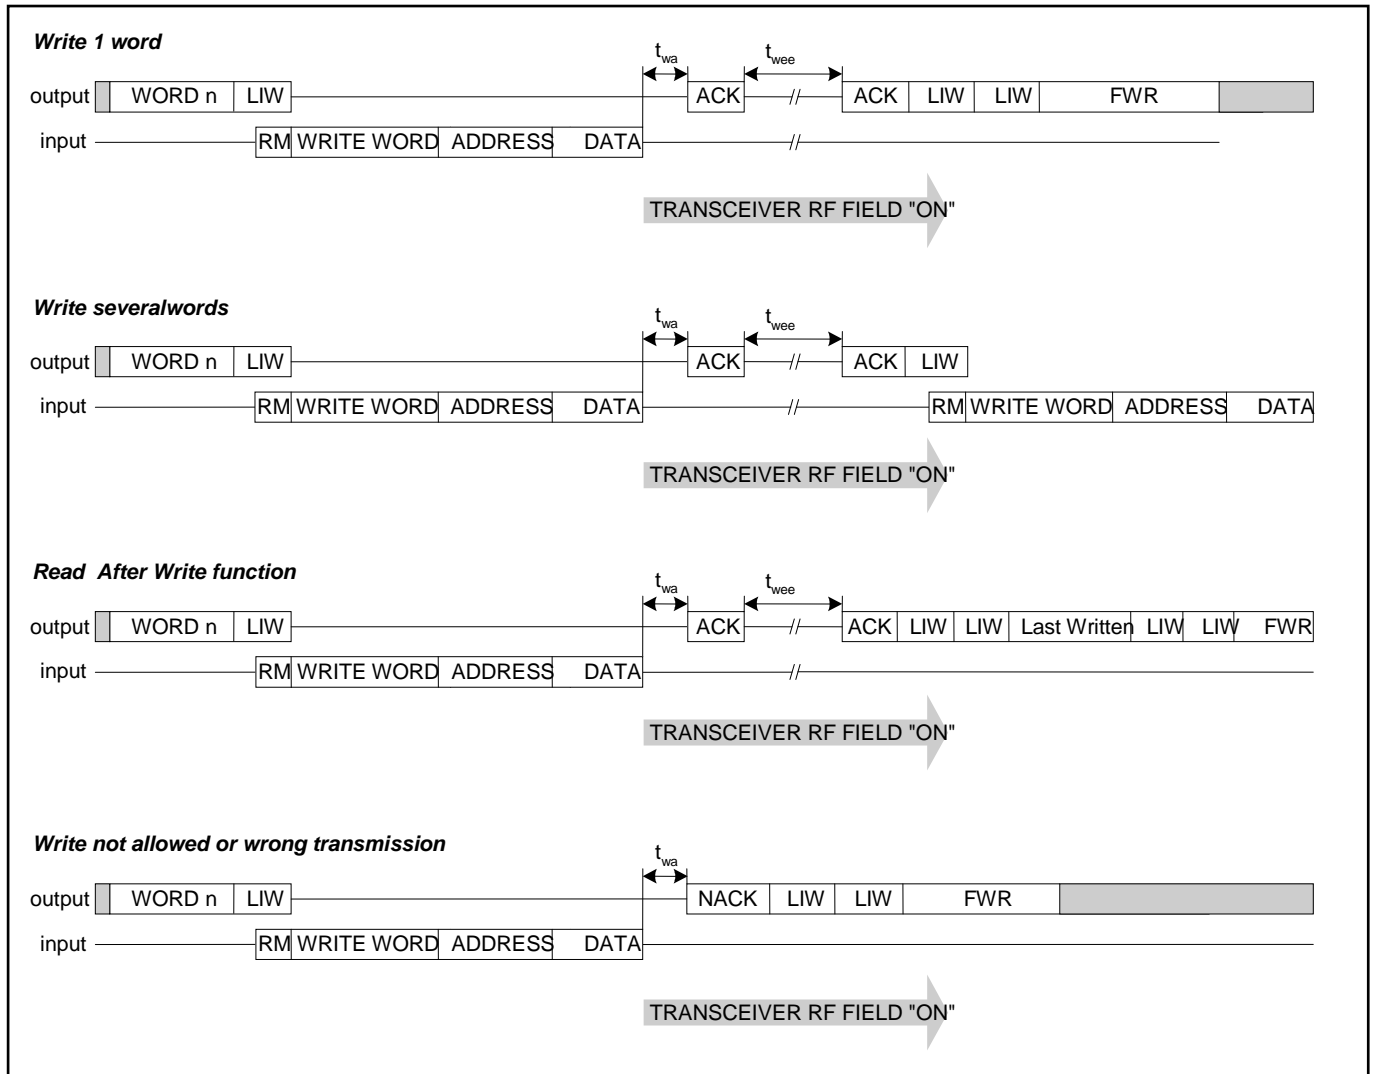 Write 1 word
t_wa t_wee
output WORD n LIW ACK // ACK LIW LIW FWR
input RM WRITE WORD ADDRESS DATA //
TRANSCEIVER RF FIELD "ON"
Write severalwords
t_wa t_wee
output WORD n LIW ACK // ACK LIW
input RM WRITE WORD ADDRESS DATA // RM WRITE WORD ADDRESS DATA
TRANSCEIVER RF FIELD "ON"
Read After Write function
t_wa t_wee
output WORD n LIW ACK // ACK LIW LIW Last Written LIW LIW FWR
input RM WRITE WORD ADDRESS DATA //
TRANSCEIVER RF FIELD "ON"
Write not allowed or wrong transmission
t_wa
output WORD n LIW NACK LIW LIW FWR
input RM WRITE WORD ADDRESS DATA
TRANSCEIVER RF FIELD "ON"